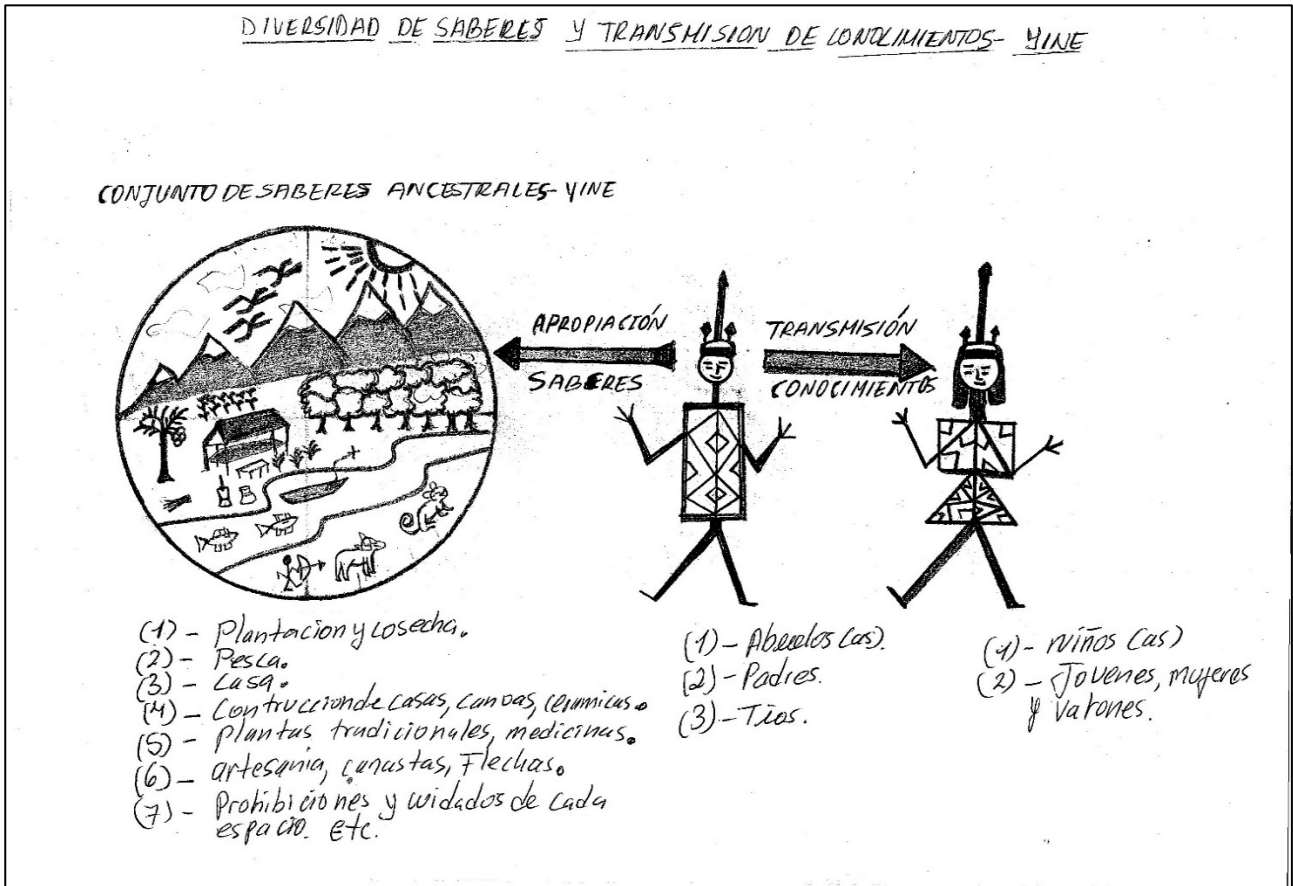 DIVERSIDAD DE SABERES Y TRANSMISION DE CONOCIMIENTOS- YINE
CONJUNTO DE SABERES ANCESTRALES- YINE
APROPIACIÓN
SABERES
TRANSMISIÓN
CONOCIMIENTOS
(1) - Plantacion y cosecha.
(2) - Pesca.
(3) - Casa.
(4) - Contruccion de casas, canoas, ceramicas.
(5) - Plantas tradicionales, medicinas.
(6) - artesania, canastas, Flechas.
(7) - Prohibiciones y cuidados de cada
espacio. Etc.
(1) - Abuelos (as).
(2) - Padres.
(3) - Tios.
(1) - niños (as)
(2) - Jovenes, mujeres
y varones.